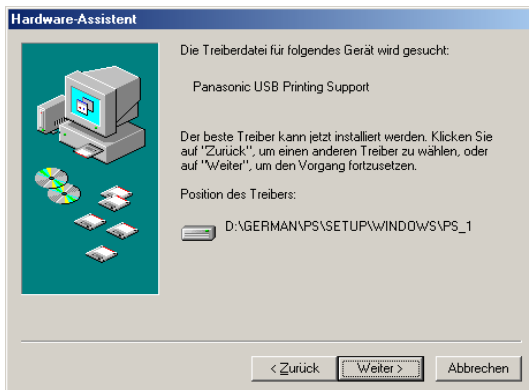 Hardware-Assistent
Die Treiberdatei für folgendes Gerät wird gesucht:
Panasonic USB Printing Support
Der beste Treiber kann jetzt installiert werden. Klicken Sie
auf "Zurück", um einen anderen Treiber zu wählen, oder
auf "Weiter", um den Vorgang fortzusetzen.
Position des Treibers:
D:\GERMAN\PS\SETUP\WINDOWS\PS_1
< Zurück
Weiter >
Abbrechen